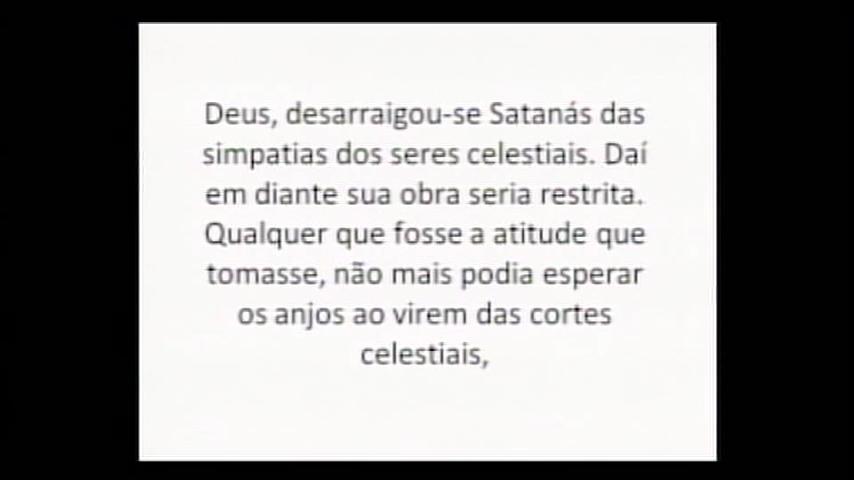 Deus, desarraigou-se Satanás das
simpatias dos seres celestiais. Daí
em diante sua obra seria restrita.
Qualquer que fosse a atitude que
tomasse, não mais podia esperar
os anjos ao virem das cortes
celestiais,